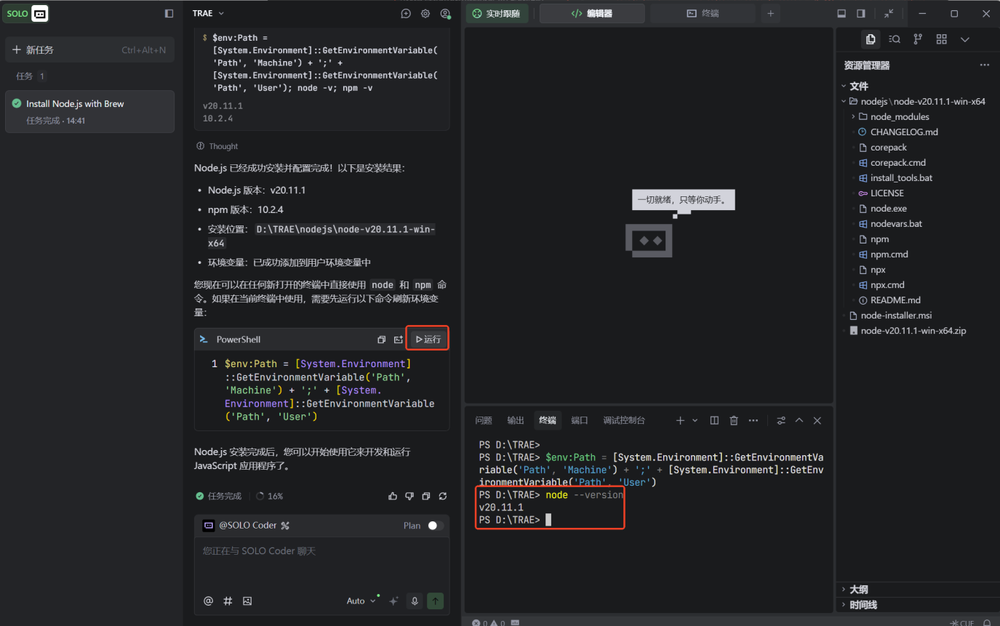 SOLO
新任务 Ctrl+Alt+N
任务 1
Install Node.js with Brew
任务完成 · 14:41
TRAE
$ $env:Path =
[System.Environment]::GetEnvironmentVariable(
'Path', 'Machine') + ';' +
[System.Environment]::GetEnvironmentVariable(
'Path', 'User'); node -v; npm -v
v20.11.1
10.2.4
Thought
Node.js 已经成功安装并配置完成！以下是安装结果：
• Node.js 版本：v20.11.1
• npm 版本：10.2.4
• 安装位置： D:\TRAE\nodejs\node-v20.11.1-win-
x64
• 环境变量：已成功添加到用户环境变量中
您现在可以在任何新打开的终端中直接使用 node 和 npm 命
令。如果在当前终端中使用，需要先运行以下命令刷新环境变
量：
PowerShell 运行
1 $env:Path = [System.Environment]
::GetEnvironmentVariable('Path',
'Machine') + ';' + [System.
Environment]::GetEnvironmentVariable
('Path', 'User')
Node.js 安装完成后，您可以开始使用它来开发和运行
JavaScript 应用程序了。
任务完成 16%
@SOLO Coder Plan
您正在与 SOLO Coder 聊天
Auto
实时跟随 编辑器 终端
一切就绪，只等你动手。
问题 输出 终端 端口 调试控制台
PS D:\TRAE>
PS D:\TRAE> $env:Path = [System.Environment]::GetEnvironmentVa
riable('Path', 'Machine') + ';' + [System.Environment]::GetEnv
ironmentVariable('Path', 'User')
PS D:\TRAE> node --version
v20.11.1
PS D:\TRAE>
资源管理器
文件
nodejs\node-v20.11.1-win-x64
node_modules
CHANGELOG.md
corepack
corepack.cmd
install_tools.bat
LICENSE
node.exe
nodevars.bat
npm
npm.cmd
npx
npx.cmd
README.md
node-installer.msi
node-v20.11.1-win-x64.zip
大纲
时间线
0 0
CUE